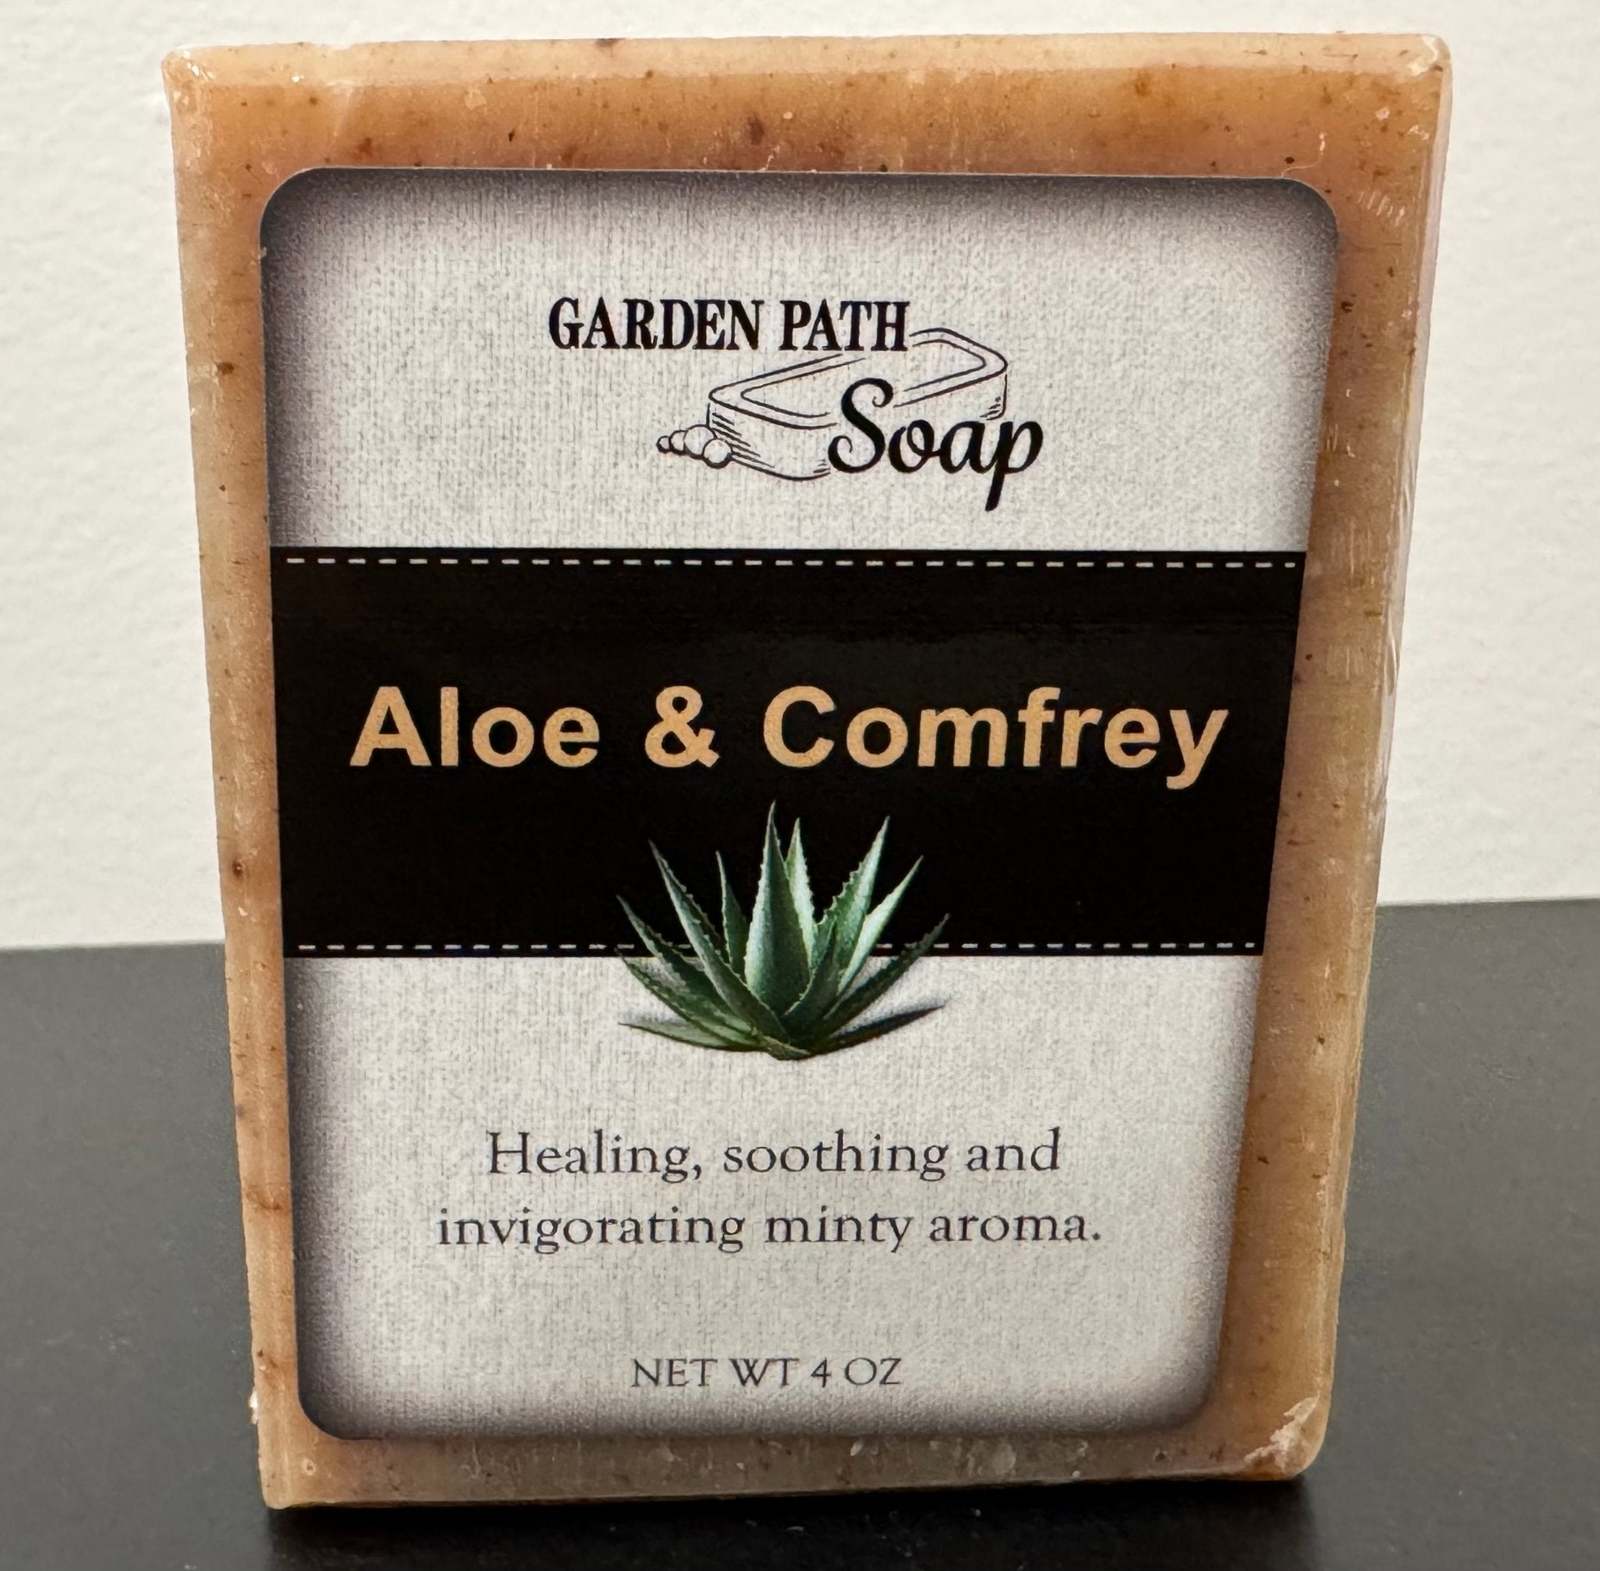 GARDEN PATH
Soap
Aloe & Comfrey
Healing, soothing and
invigorating minty aroma.
NET WT 4 OZ